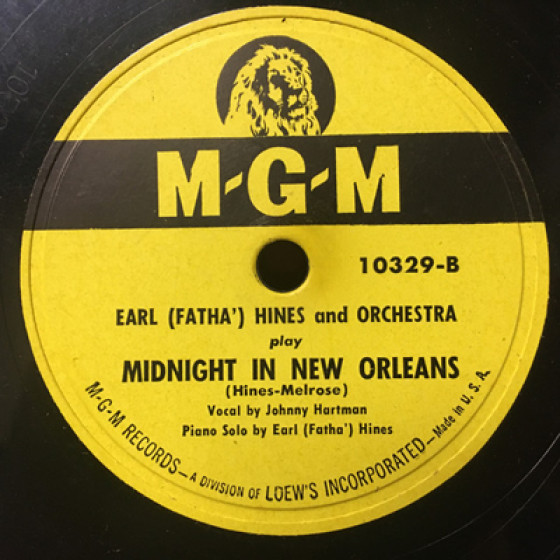 M-G-M
10329-B
EARL (FATHA') HINES and ORCHESTRA
play
MIDNIGHT IN NEW ORLEANS
(Hines-Melrose)
Vocal by Johnny Hartman
Piano Solo by Earl (Fatha') Hines
M-G-M RECORDS—A DIVISION OF LOEW'S INCORPORATED—Made in U. S. A.